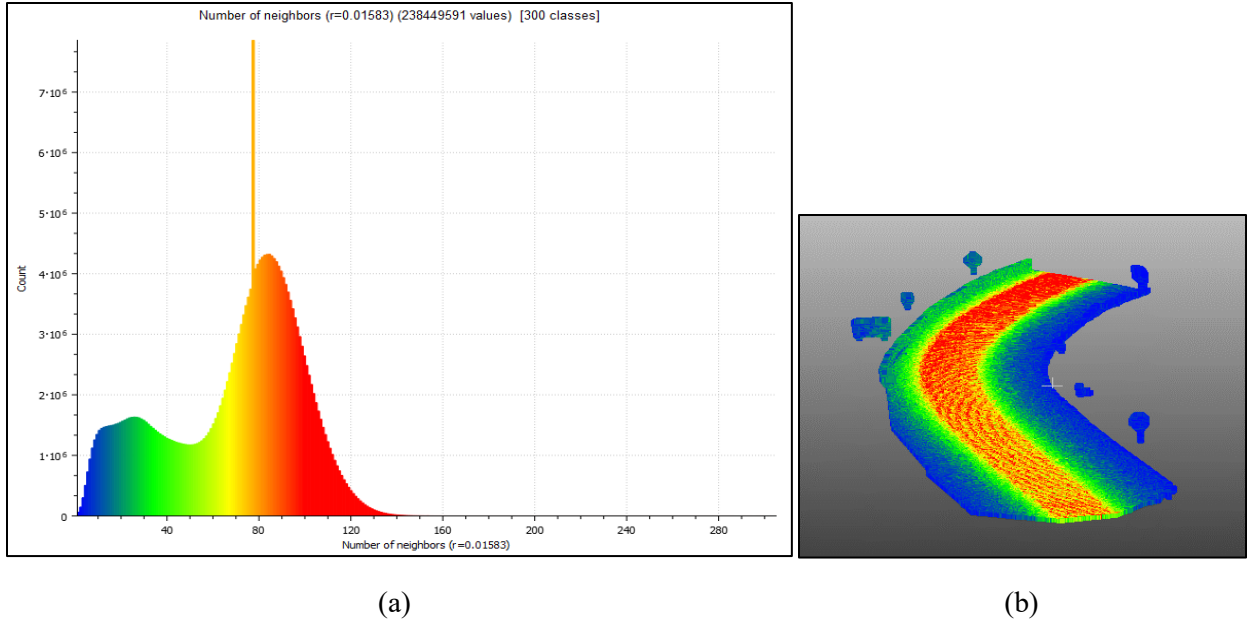 Number of neighbors (r=0.01583) (238449591 values) [300 classes]
Count
7·10⁶
6·10⁶
5·10⁶
4·10⁶
3·10⁶
2·10⁶
1·10⁶
0
40 80 120 160 200 240 280
Number of neighbors (r=0.01583)
(a) (b)